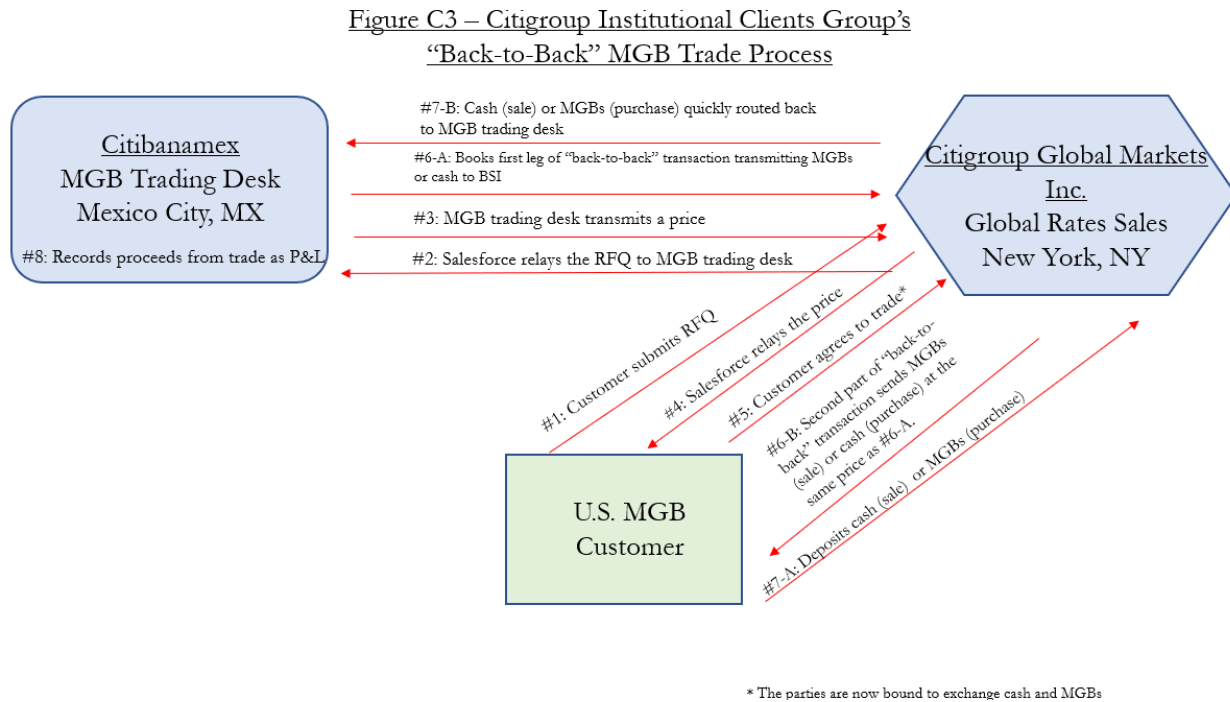 Figure C3 – Citigroup Institutional Clients Group's
“Back-to-Back” MGB Trade Process
Citibanamex
MGB Trading Desk
Mexico City, MX
#8: Records proceeds from trade as P&L
#7-B: Cash (sale) or MGBs (purchase) quickly routed back
to MGB trading desk
#6-A: Books first leg of “back-to-back” transaction transmitting MGBs
or cash to BSI
#3: MGB trading desk transmits a price
#2: Salesforce relays the RFQ to MGB trading desk
Citigroup Global Markets
Inc.
Global Rates Sales
New York, NY
#1: Customer submits RFQ
#4: Salesforce relays the price
#5: Customer agrees to trade*
#6-B: Second part of “back-to-
back” transaction sends MGBs
(sale) or cash (purchase) at the
same price as #6-A.
#7-A: Deposits cash (sale) or MGBs (purchase)
U.S. MGB
Customer
* The parties are now bound to exchange cash and MGBs